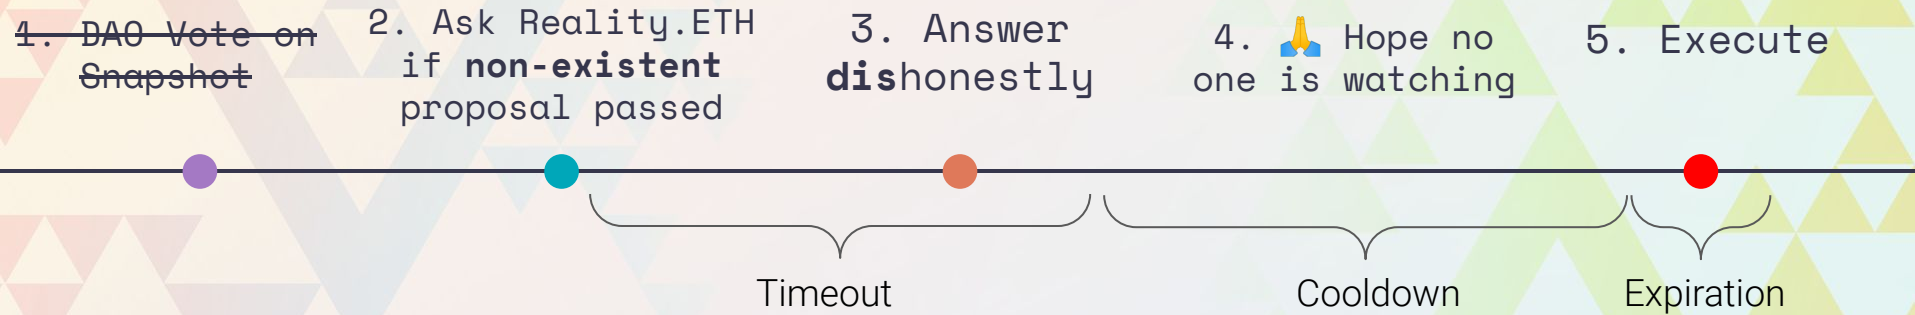 1. DAO Vote on
Snapshot
2. Ask Reality.ETH
if non-existent
proposal passed
3. Answer
dishonestly
4. 🙏 Hope no
one is watching
5. Execute
Timeout
Cooldown
Expiration